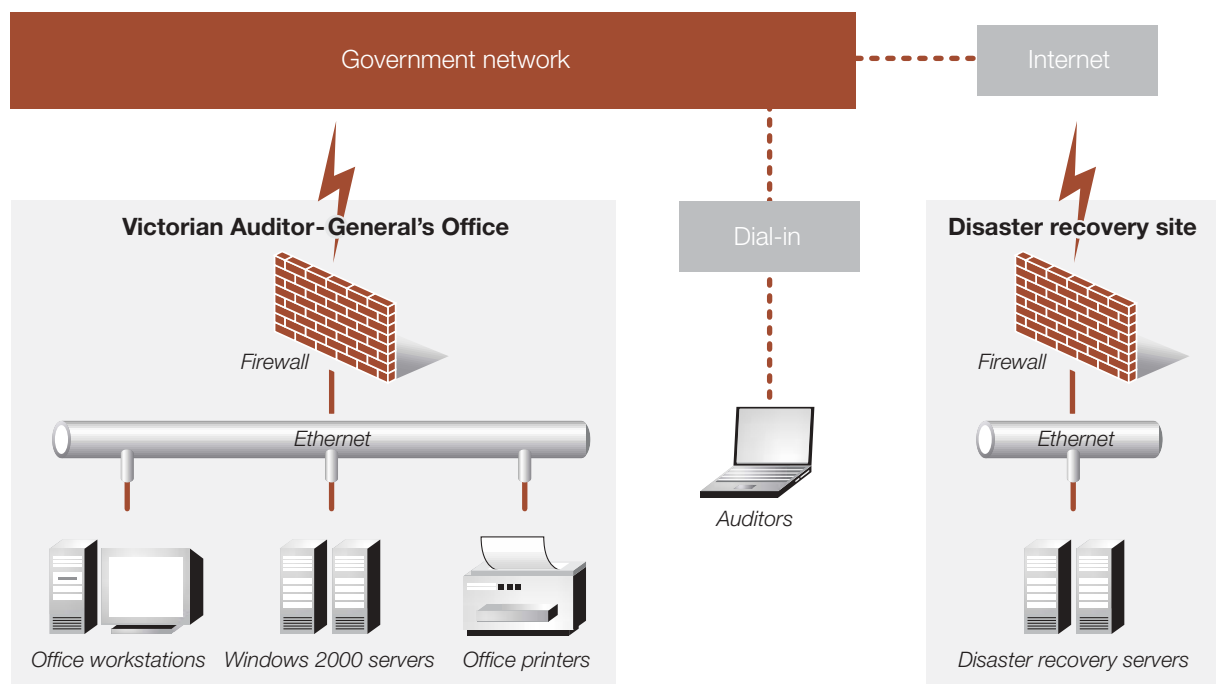 Government network
Internet
Victorian Auditor-General's Office
Dial-in
Disaster recovery site
Firewall
Firewall
Ethernet
Ethernet
Auditors
Office workstations
Windows 2000 servers
Office printers
Disaster recovery servers